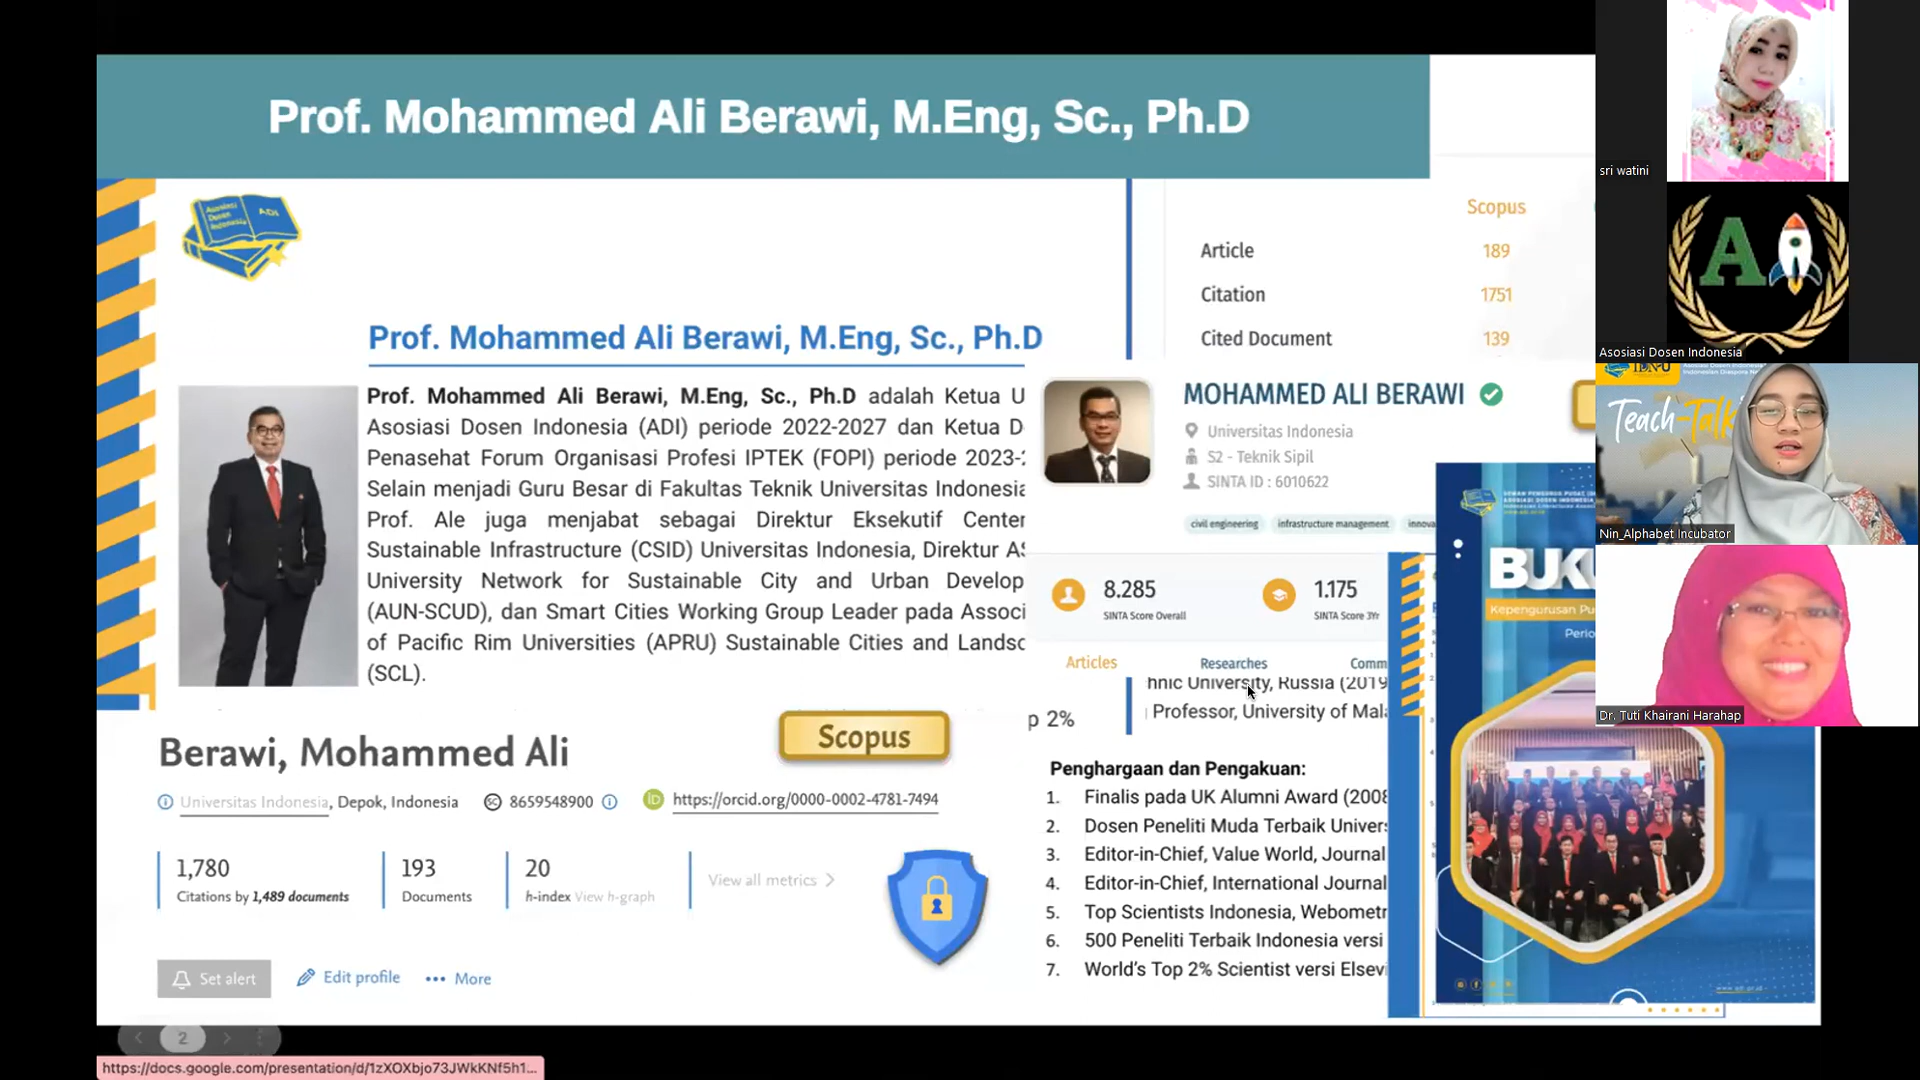 Prof. Mohammed Ali Berawi, M.Eng, Sc., Ph.D
Asosiasi
Dosen
Indonesia
ADI
Prof. Mohammed Ali Berawi, M.Eng, Sc., Ph.D
Prof. Mohammed Ali Berawi, M.Eng, Sc., Ph.D adalah Ketua U
Asosiasi Dosen Indonesia (ADI) periode 2022-2027 dan Ketua D
Penasehat Forum Organisasi Profesi IPTEK (FOPI) periode 2023-
Selain menjadi Guru Besar di Fakultas Teknik Universitas Indonesia
Prof. Ale juga menjabat sebagai Direktur Eksekutif Center
Sustainable Infrastructure (CSID) Universitas Indonesia, Direktur AS
University Network for Sustainable City and Urban Develop
(AUN-SCUD), dan Smart Cities Working Group Leader pada Associ
of Pacific Rim Universities (APRU) Sustainable Cities and Landsc
(SCL).
Scopus
Article 189
Citation 1751
Cited Document 139
MOHAMMED ALI BERAWI
Universitas Indonesia
S2 - Teknik Sipil
SINTA ID : 6010622
civil engineering infrastructure management innova
8.285
SINTA Score Overall
1.175
SINTA Score 3Yr
Articles Researches Comm
hnic University, Russia (2019
Professor, University of Mala
p 2%
Penghargaan dan Pengakuan:
1. Finalis pada UK Alumni Award (2008
2. Dosen Peneliti Muda Terbaik Univers
3. Editor-in-Chief, Value World, Journal
4. Editor-in-Chief, International Journal
5. Top Scientists Indonesia, Webometr
6. 500 Peneliti Terbaik Indonesia versi
7. World's Top 2% Scientist versi Elsevi
BUKU
Kepengurusan Pu
Perio
Berawi, Mohammed Ali
Scopus
Universitas Indonesia, Depok, Indonesia
SC 8659548900
iD https://orcid.org/0000-0002-4781-7494
1,780
Citations by 1,489 documents
193
Documents
20
h-index View h-graph
View all metrics
Set alert
Edit profile
More
2
https://docs.google.com/presentation/d/1zXOXbjo73JWkKNf5h1...
sri watini
A
Asosiasi Dosen Indonesia
Teach-Talk
Nin_Alphabet Incubator
Dr. Tuti Khairani Harahap